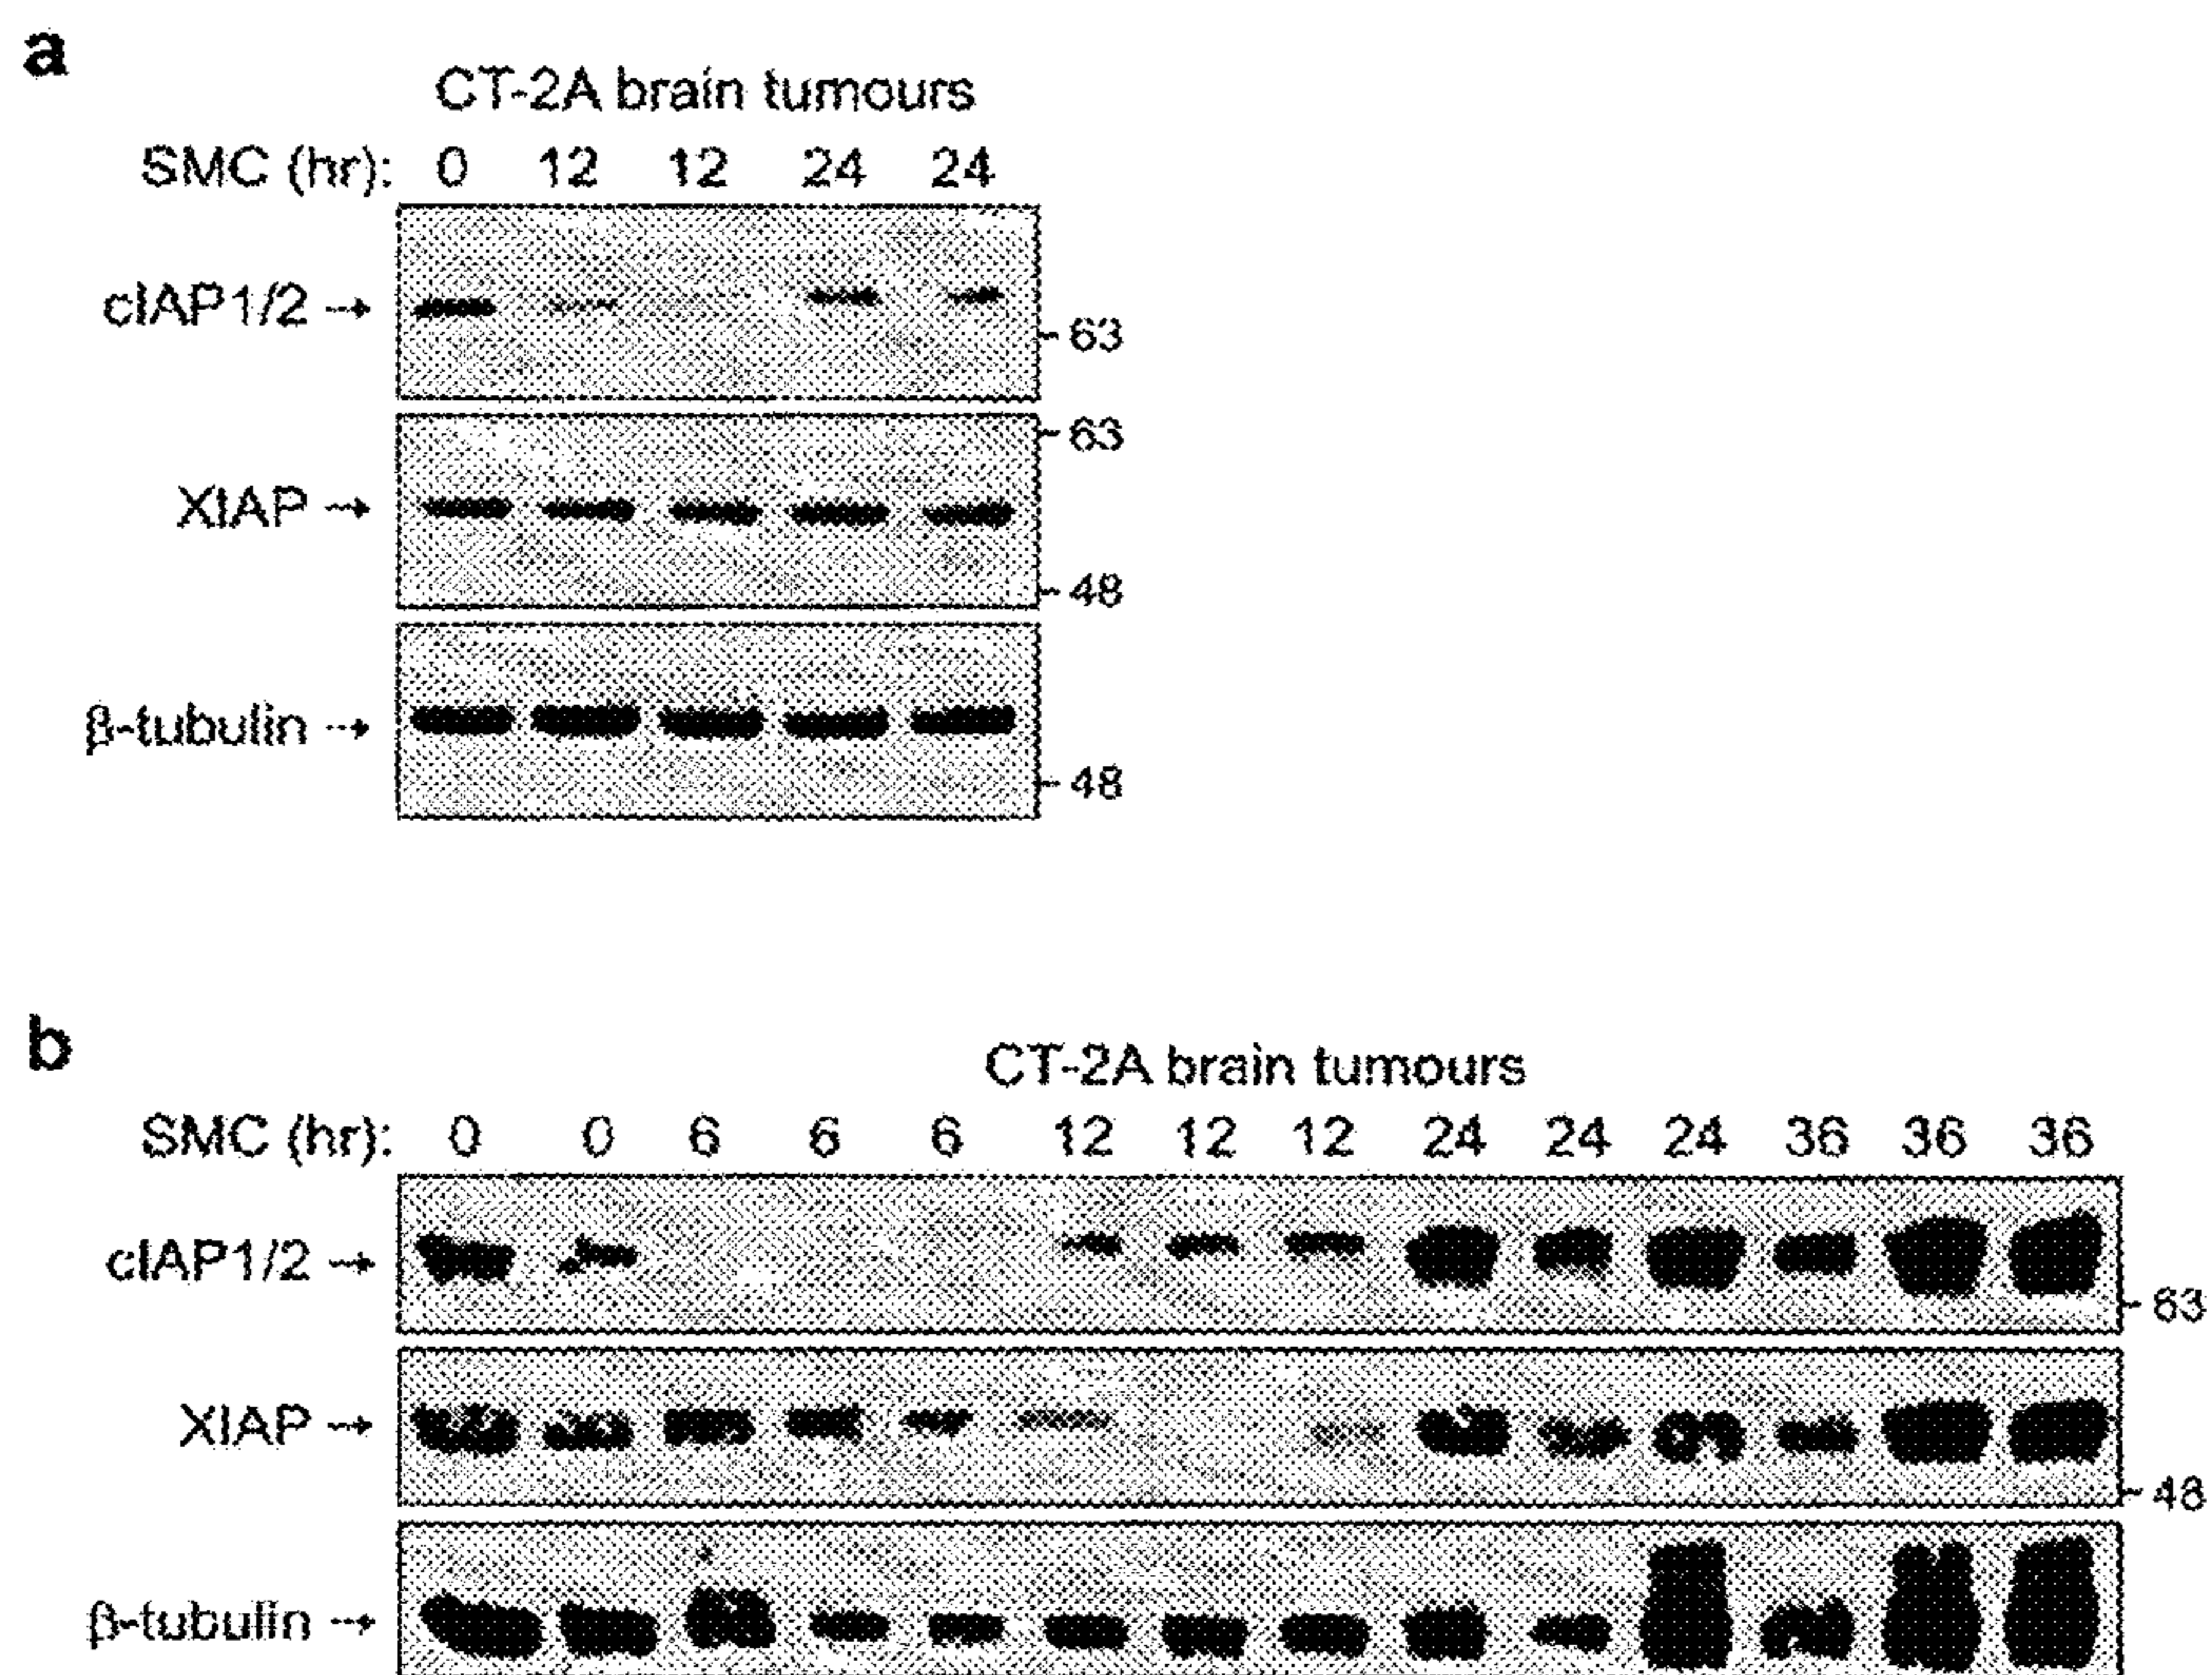 a
CT-2A brain tumours
SMC (hr): 0 12 12 24 24
cIAP1/2 →
63
63
XIAP →
48
β-tubulin →
48
b
CT-2A brain tumours
SMC (hr): 0 0 6 6 6 12 12 12 24 24 24 36 36 36
cIAP1/2 →
63
XIAP →
48
β-tubulin →